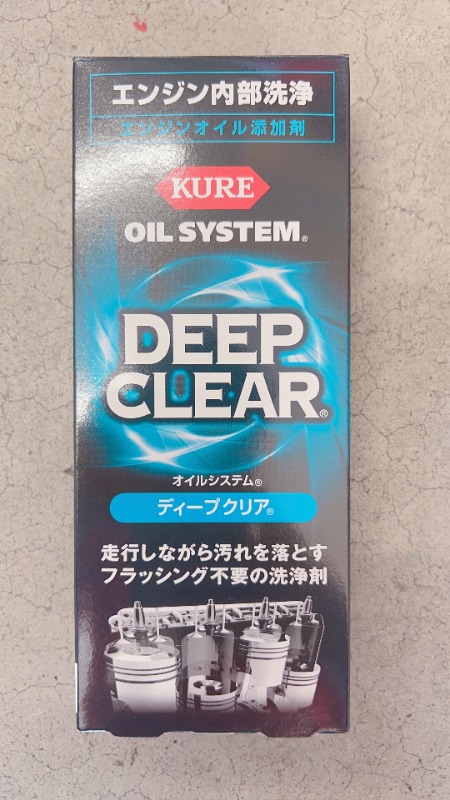 エンジン内部洗浄
エンジンオイル添加剤
KURE
OIL SYSTEM®
DEEP
CLEAR®
オイルシステム®
ディープクリア®
走行しながら汚れを落とす
フラッシング不要の洗浄剤